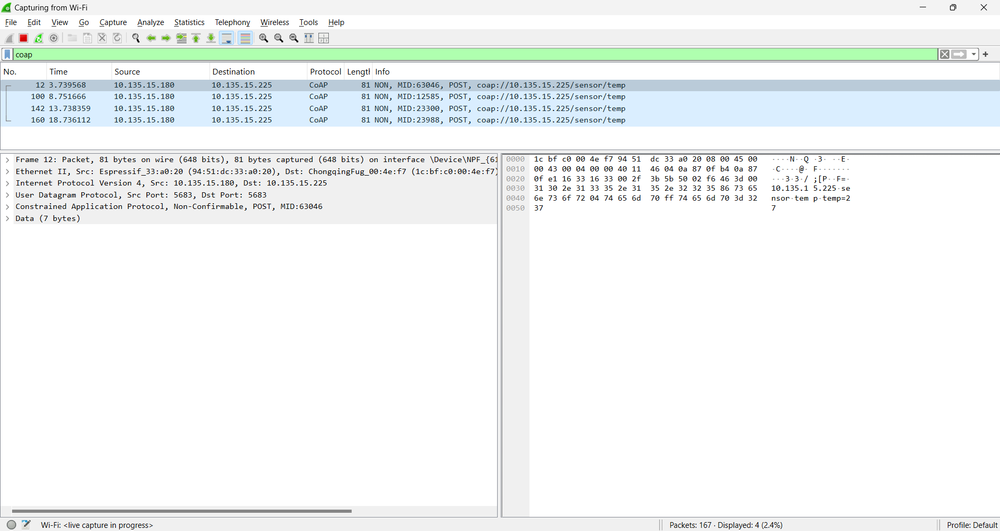 Capturing from Wi-Fi
File Edit View Go Capture Analyze Statistics Telephony Wireless Tools Help
coap
No. Time Source Destination Protocol Length Info
12 3.739568 10.135.15.180 10.135.15.225 CoAP 81 NON, MID:63046, POST, coap://10.135.15.225/sensor/temp
100 8.751666 10.135.15.180 10.135.15.225 CoAP 81 NON, MID:12585, POST, coap://10.135.15.225/sensor/temp
142 13.738359 10.135.15.180 10.135.15.225 CoAP 81 NON, MID:23300, POST, coap://10.135.15.225/sensor/temp
160 18.736112 10.135.15.180 10.135.15.225 CoAP 81 NON, MID:23988, POST, coap://10.135.15.225/sensor/temp
Frame 12: Packet, 81 bytes on wire (648 bits), 81 bytes captured (648 bits) on interface \Device\NPF_{61
Ethernet II, Src: Espressif_33:a0:20 (94:51:dc:33:a0:20), Dst: ChongqingFug_00:4e:f7 (1c:bf:c0:00:4e:f7)
Internet Protocol Version 4, Src: 10.135.15.180, Dst: 10.135.15.225
User Datagram Protocol, Src Port: 5683, Dst Port: 5683
Constrained Application Protocol, Non-Confirmable, POST, MID:63046
Data (7 bytes)
0000 1c bf c0 00 4e f7 94 51 dc 33 a0 20 08 00 45 00 ····N··Q ·3· ··E·
0010 00 43 00 04 00 00 40 11 46 04 0a 87 0f b4 0a 87 ·C····@· F·······
0020 0f e1 16 33 16 33 00 2f 3b 5b 50 02 f6 46 3d 00 ···3·3·/ ;[P··F=·
0030 31 30 2e 31 33 35 2e 31 35 2e 32 32 35 86 73 65 10.135.1 5.225·se
0040 6e 73 6f 72 04 74 65 6d 70 ff 74 65 6d 70 3d 32 nsor·tem p·temp=2
0050 37 7
Wi-Fi: <live capture in progress> Packets: 167 · Displayed: 4 (2.4%) Profile: Default